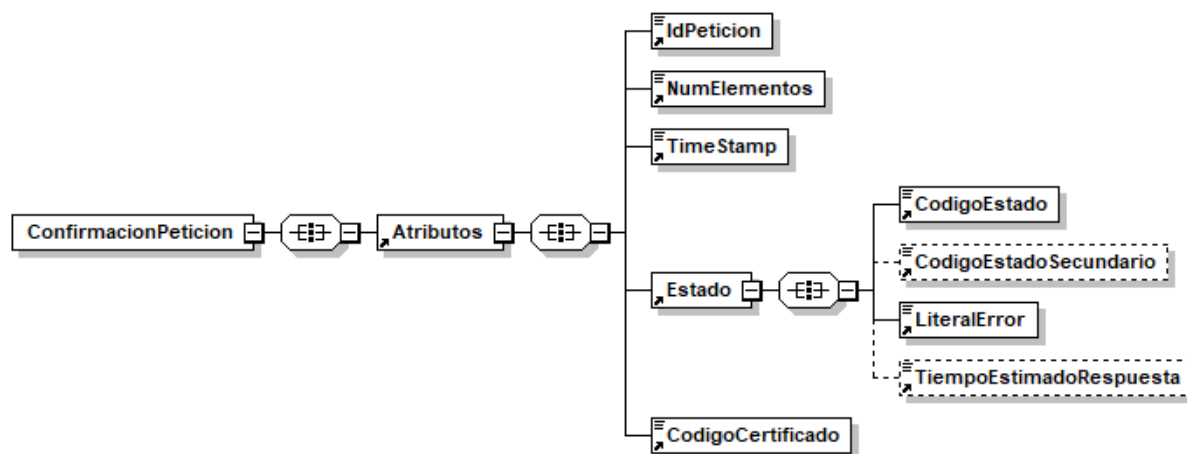 IdPeticion
NumElementos
TimeStamp
ConfirmacionPeticion
Atributos
Estado
CodigoEstado
CodigoEstadoSecundario
LiteralError
TiempoEstimadoRespuesta
CodigoCertificado